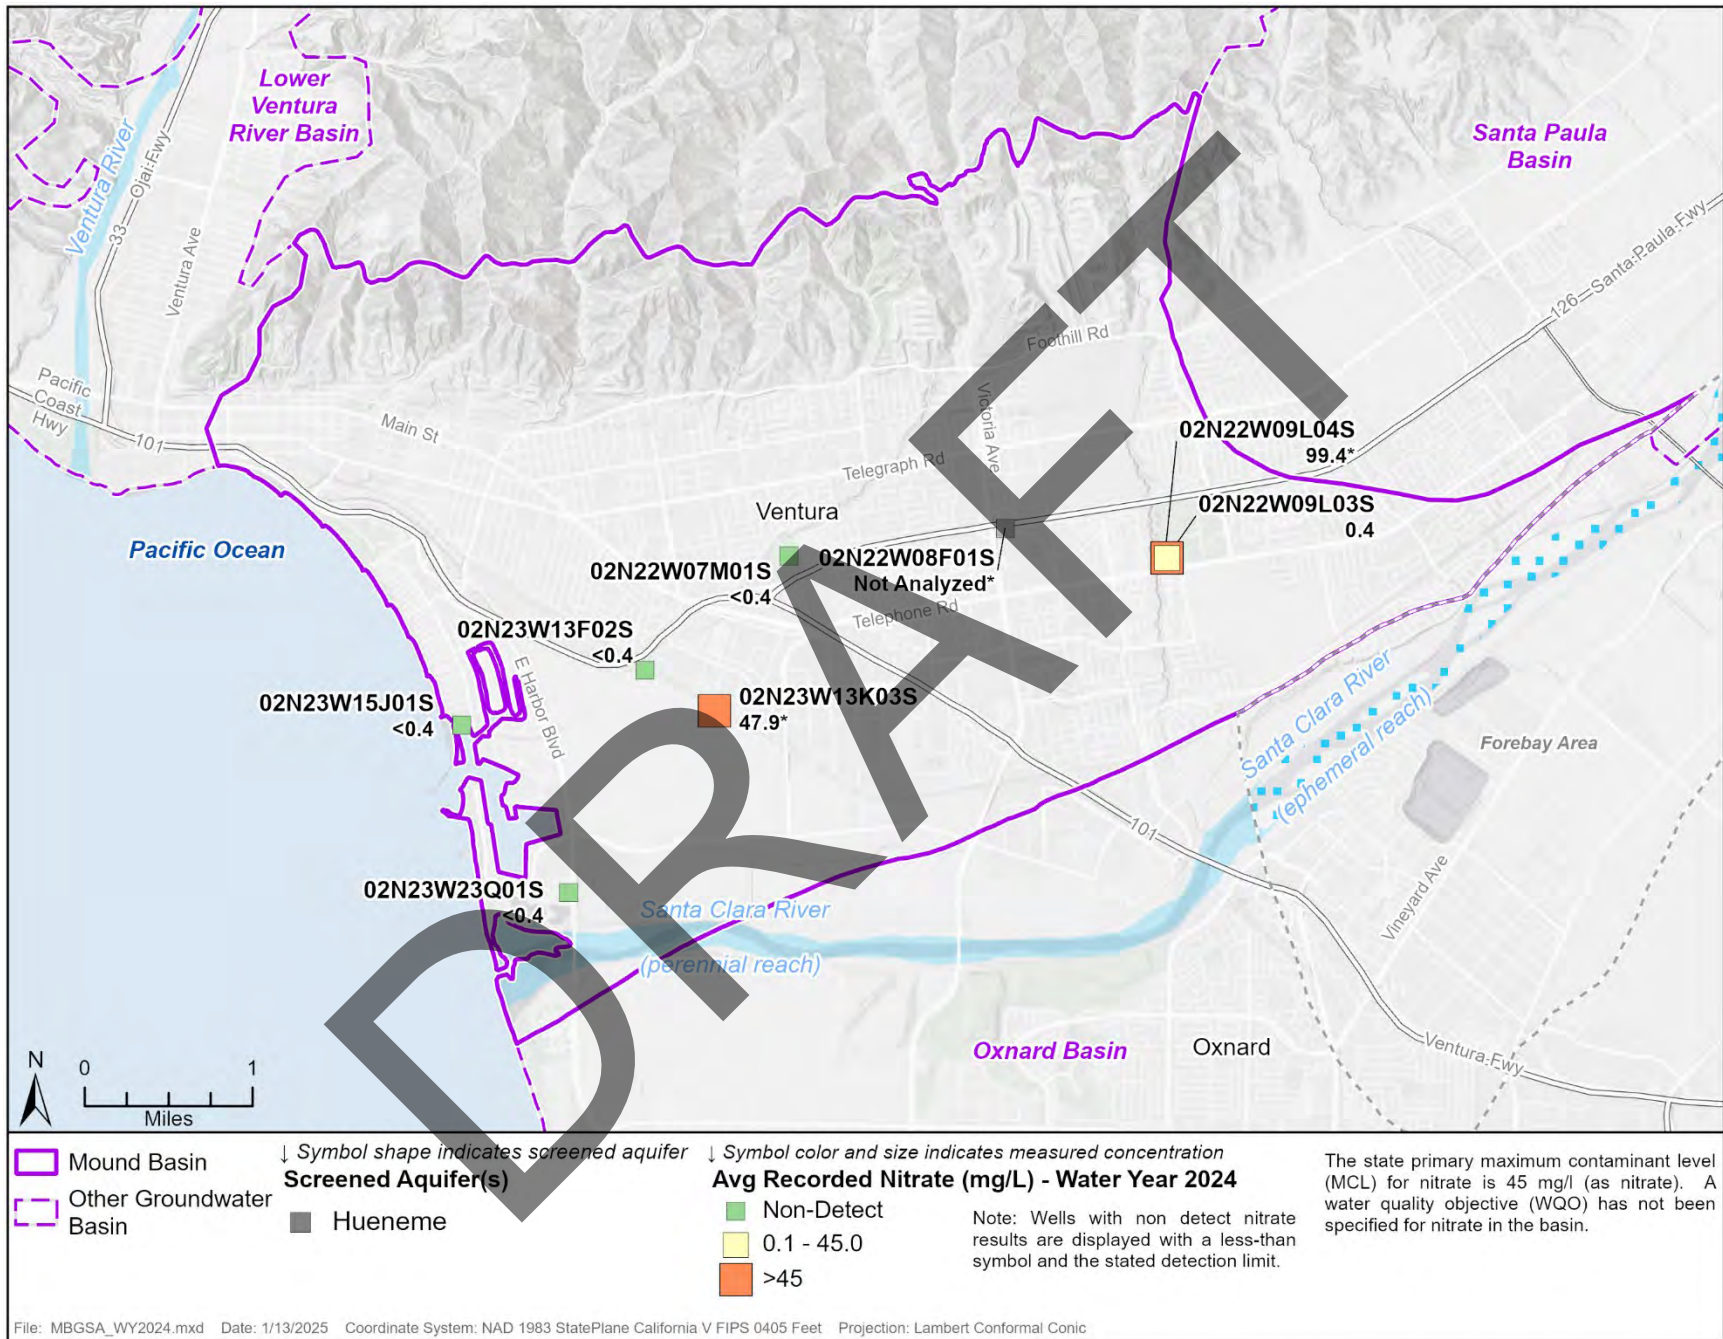 Lower
Ventura
River Basin
Santa Paula
Basin
Ventura River
33
Ojai-Fwy
Ventura Ave
126
Santa-Paula-Fwy
Foothill Rd
Pacific
Coast
Hwy
101
Main St
Victoria Ave
Telegraph Rd
02N22W09L04S
99.4*
02N22W09L03S
0.4
Ventura
Pacific Ocean
02N22W08F01S
Not Analyzed*
02N22W07M01S
<0.4
Telephone Rd
02N23W13F02S
<0.4
E Harbor Blvd
02N23W13K03S
47.9*
02N23W15J01S
<0.4
Santa Clara River
(ephemeral reach)
Forebay Area
101
Vineyard Ave
02N23W23Q01S
<0.4
Santa Clara River
(perennial reach)
Oxnard Basin
Oxnard
Ventura-Fwy
DRAFT
N
0 1
Miles
Mound Basin
Other Groundwater
Basin
↓ Symbol shape indicates screened aquifer
Screened Aquifer(s)
Hueneme
↓ Symbol color and size indicates measured concentration
Avg Recorded Nitrate (mg/L) - Water Year 2024
Non-Detect
0.1 - 45.0
>45
Note: Wells with non detect nitrate
results are displayed with a less-than
symbol and the stated detection limit.
The state primary maximum contaminant level
(MCL) for nitrate is 45 mg/l (as nitrate). A
water quality objective (WQO) has not been
specified for nitrate in the basin.
File: MBGSA_WY2024.mxd Date: 1/13/2025 Coordinate System: NAD 1983 StatePlane California V FIPS 0405 Feet Projection: Lambert Conformal Conic